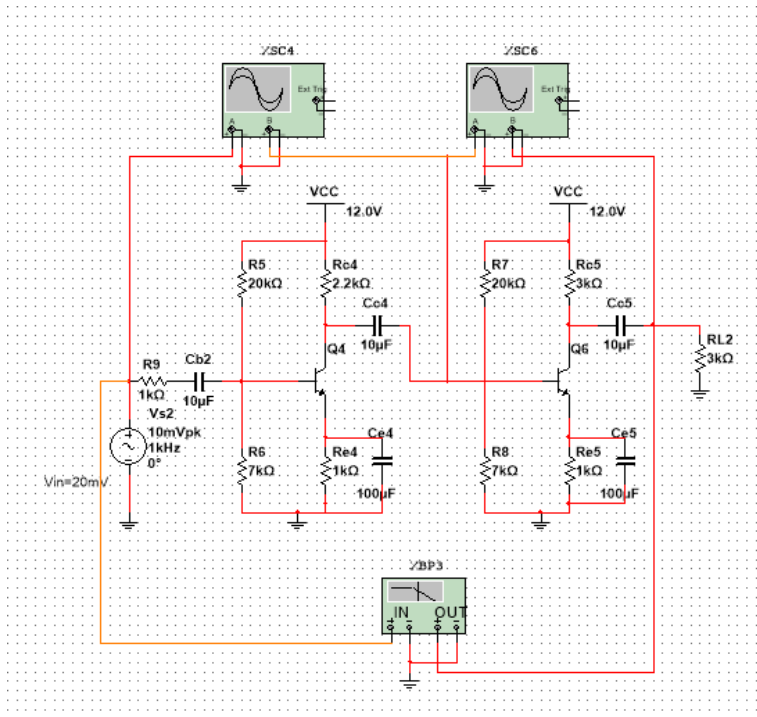 XSC4
XSC6
Ext Trig
A
B
Ext Trig
A
B
VCC
12.0V
VCC
12.0V
R5
20kΩ
Rc4
2.2kΩ
R7
20kΩ
Rc5
3kΩ
Cc4
10µF
Cc5
10µF
RL2
3kΩ
R9
1kΩ
Cb2
10µF
Q4
Q6
Vs2
10mVpk
1kHz
0°
Vin=20mV
R6
7kΩ
Re4
1kΩ
Ce4
100µF
R8
7kΩ
Re5
1kΩ
Ce5
100µF
XBP3
IN
OUT